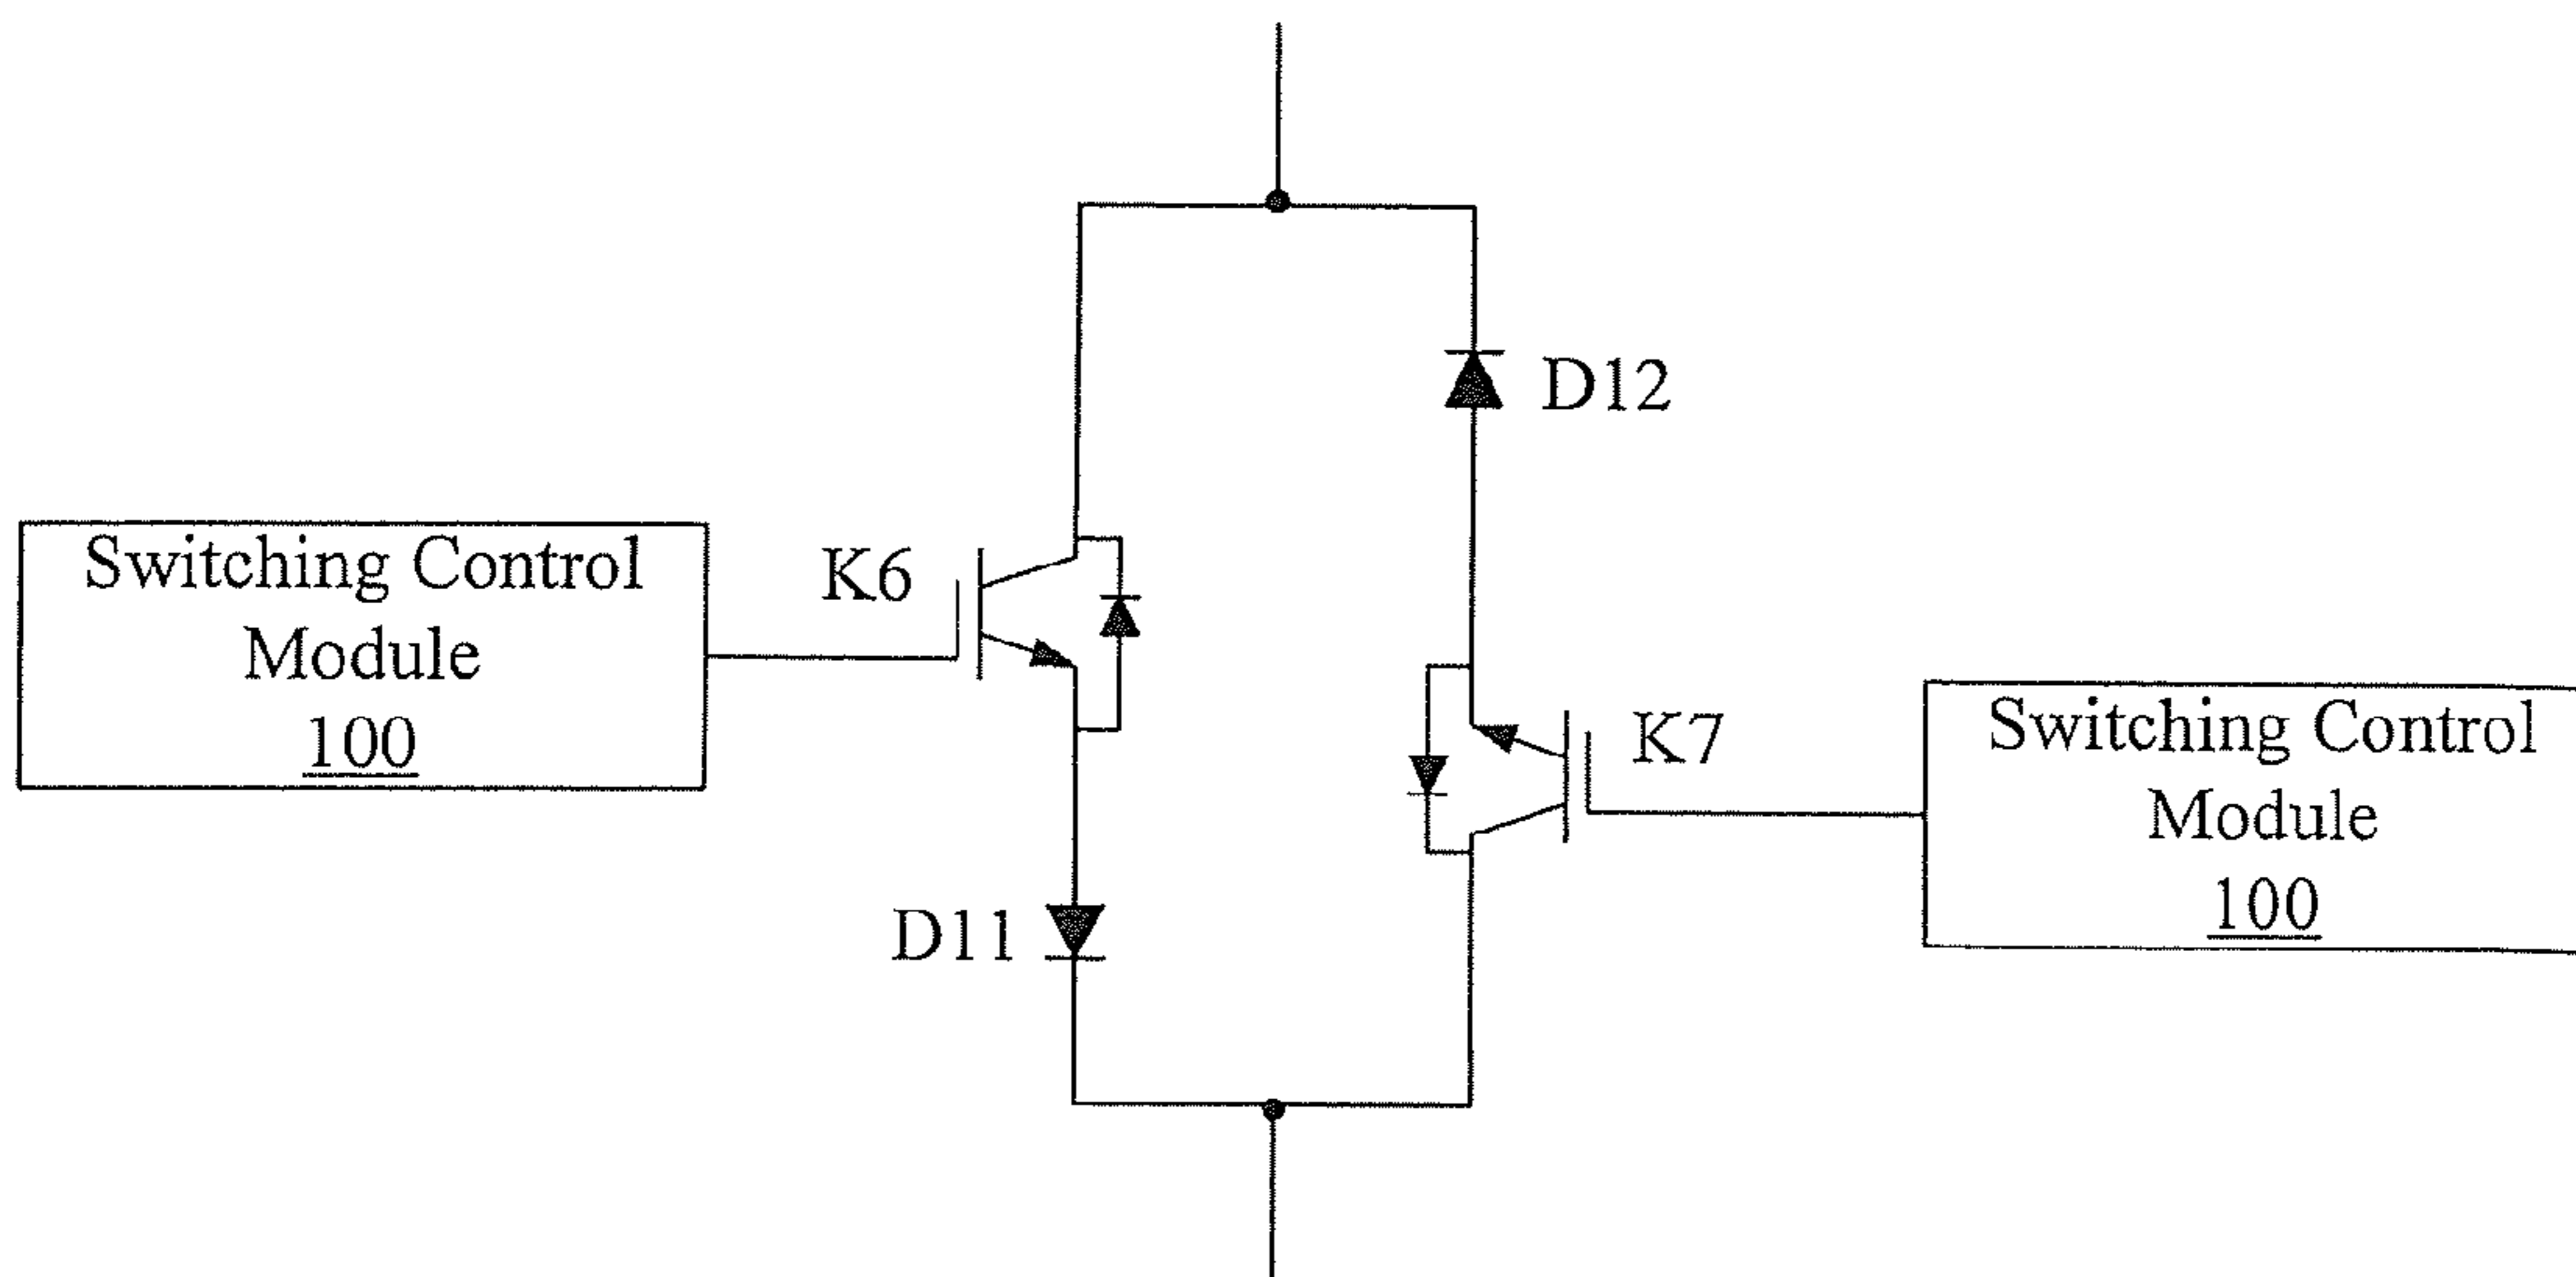 D12
Switching Control
Module
100
K6
K7
Switching Control
Module
100
D11